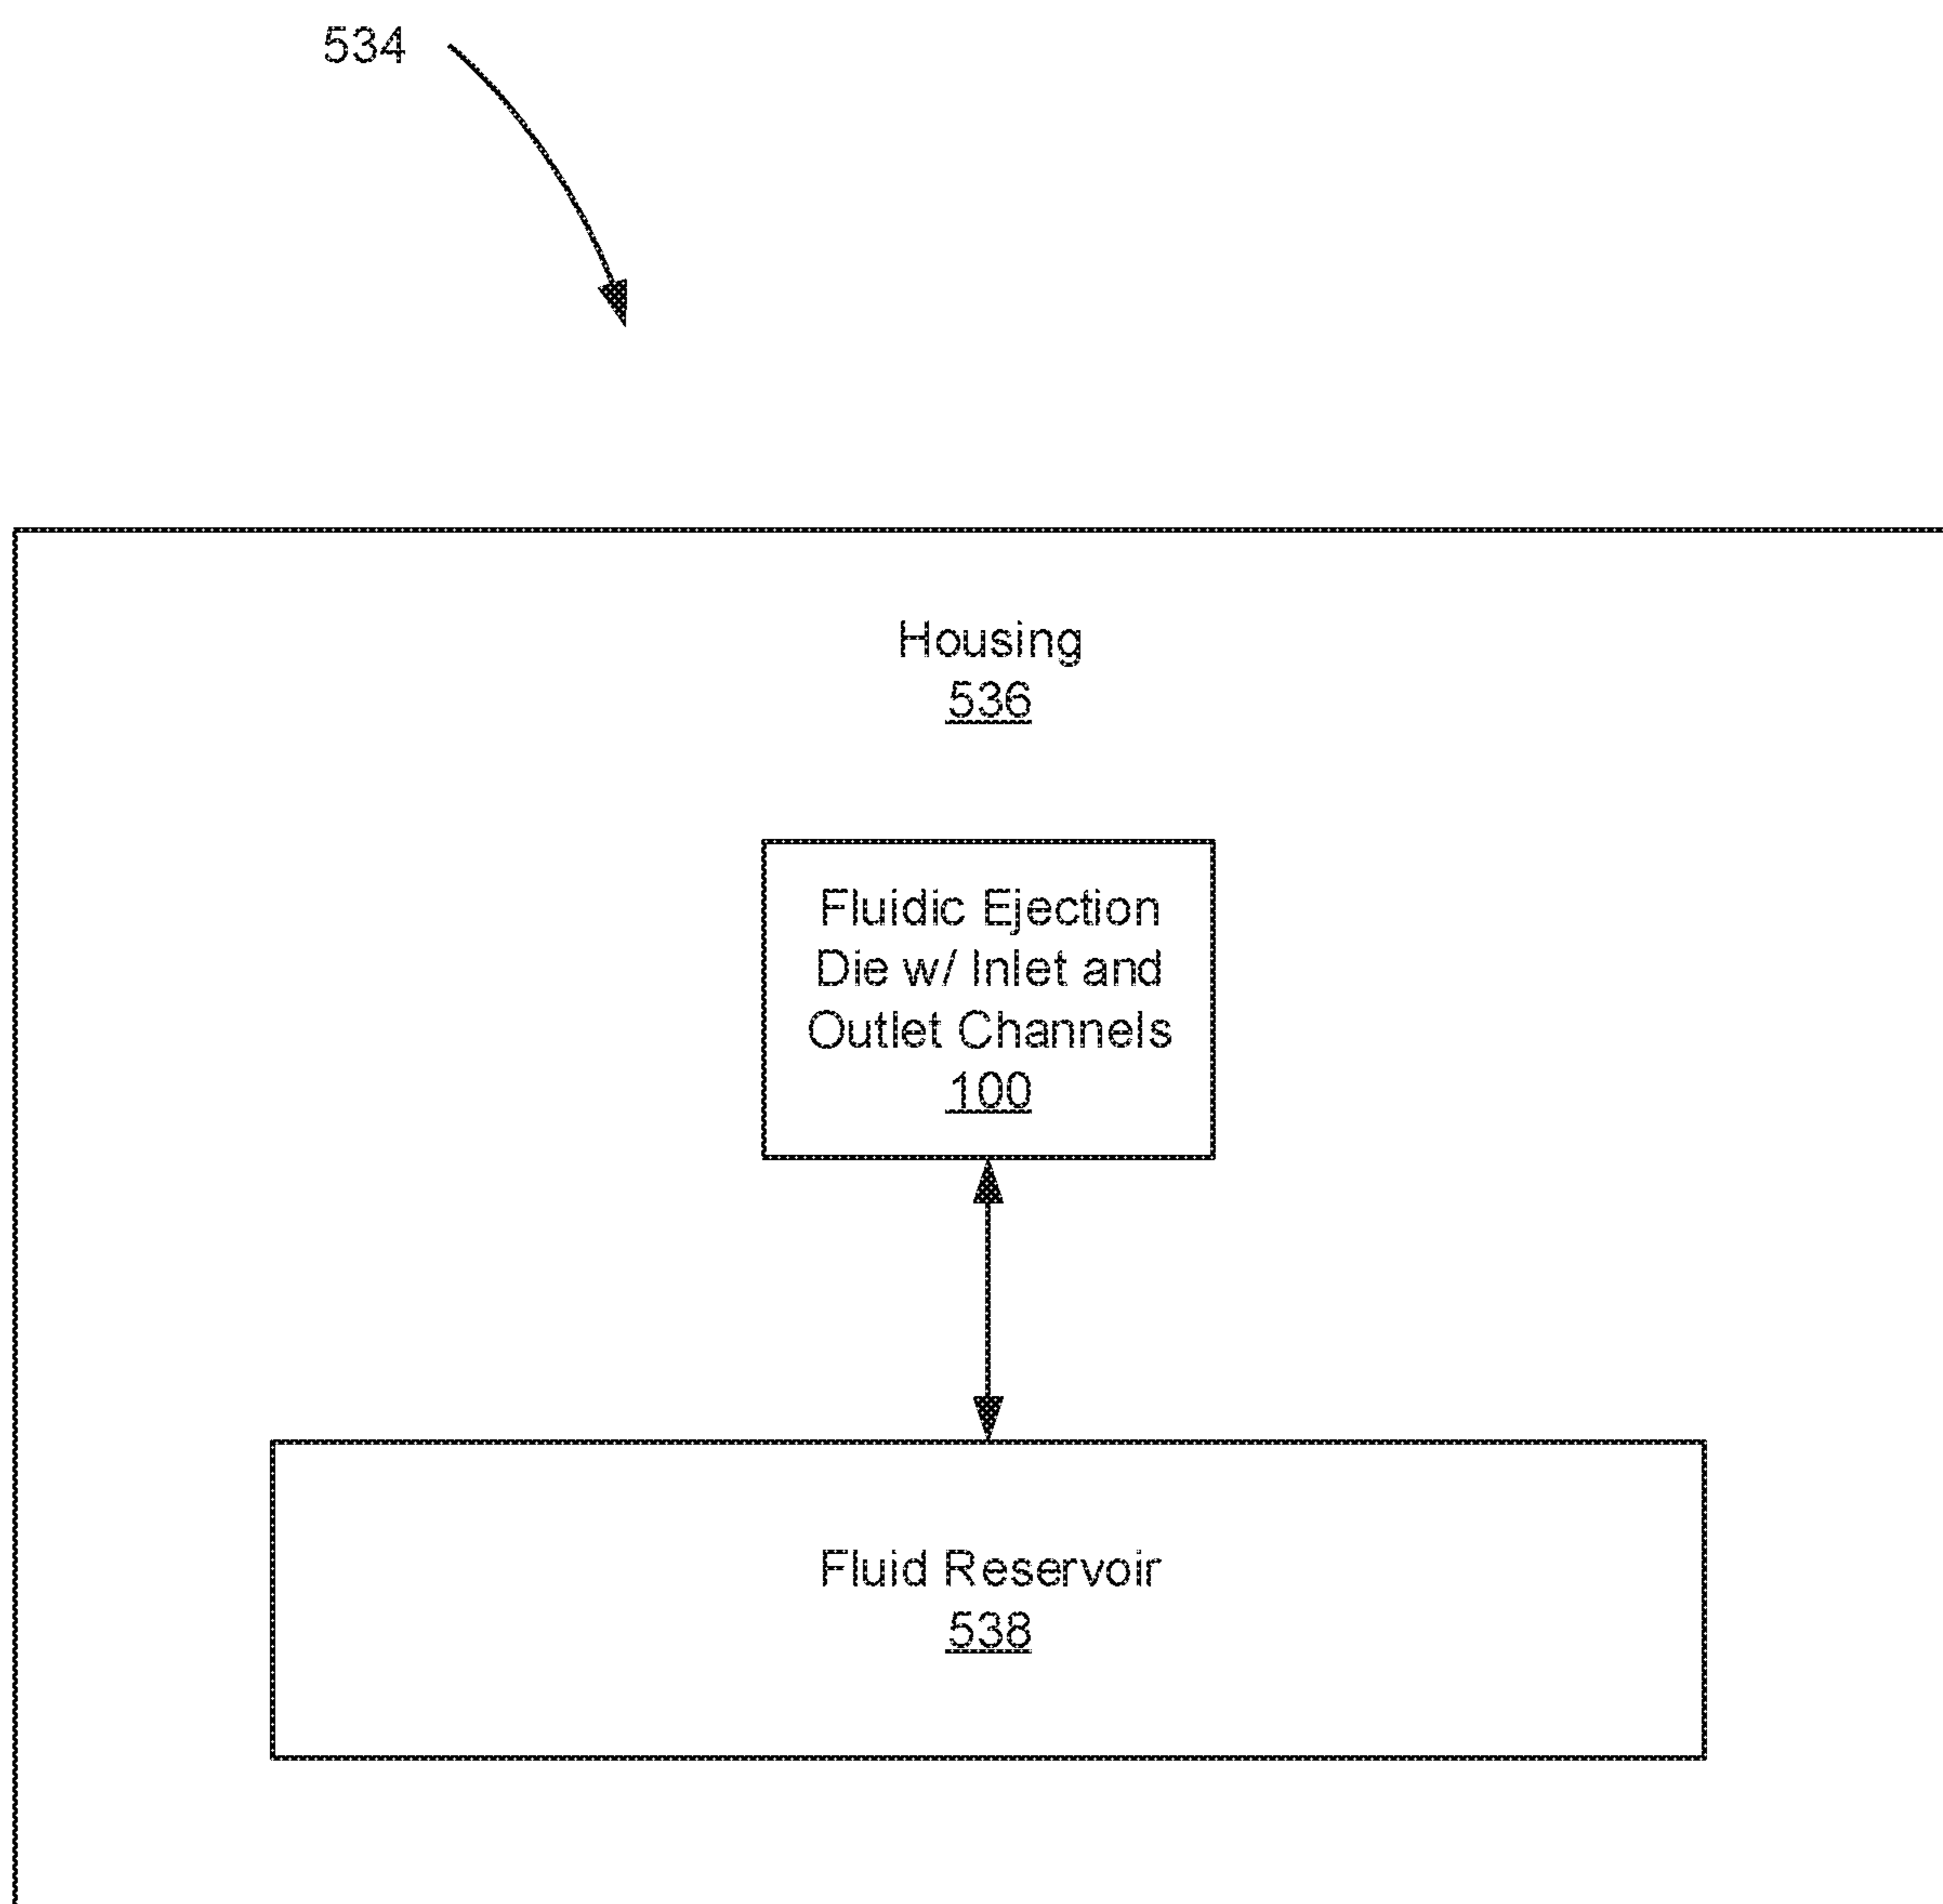 534
Housing
536
Fluidic Ejection
Die w/ Inlet and
Outlet Channels
100
Fluid Reservoir
538